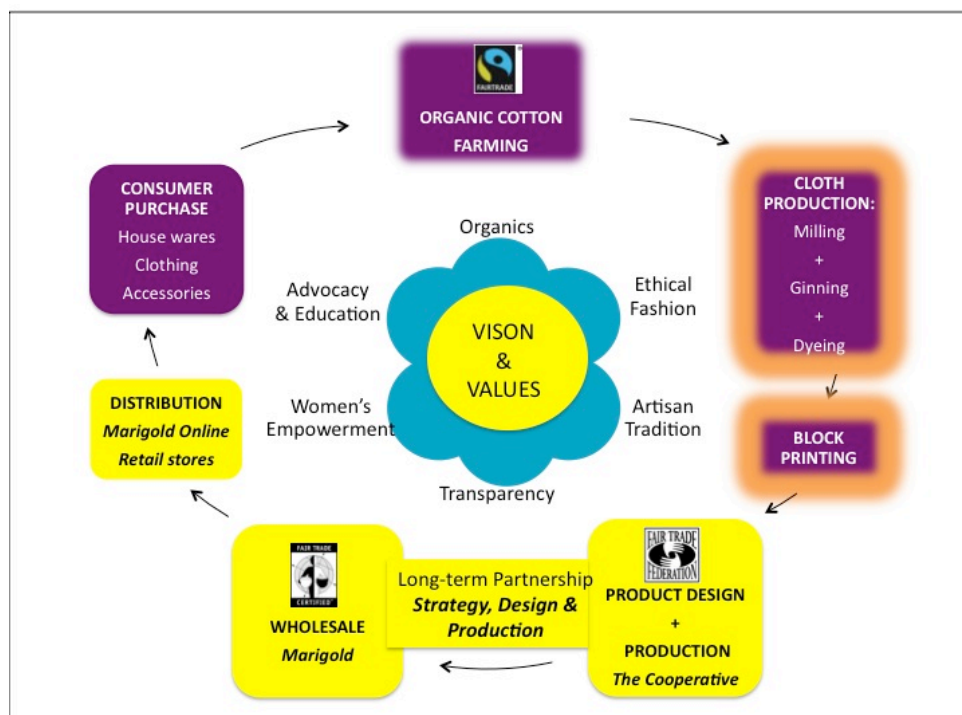 FAIRTRADE
ORGANIC COTTON
FARMING
CLOTH
PRODUCTION:
Milling
+
Ginning
+
Dyeing
BLOCK
PRINTING
FAIR TRADE
FEDERATION
PRODUCT DESIGN
+
PRODUCTION
The Cooperative
Long-term Partnership
Strategy, Design &
Production
FAIR TRADE
CERTIFIED
WHOLESALE
Marigold
DISTRIBUTION
Marigold Online
Retail stores
CONSUMER
PURCHASE
House wares
Clothing
Accessories
VISON
&
VALUES
Organics
Ethical
Fashion
Artisan
Tradition
Transparency
Women's
Empowerment
Advocacy
& Education